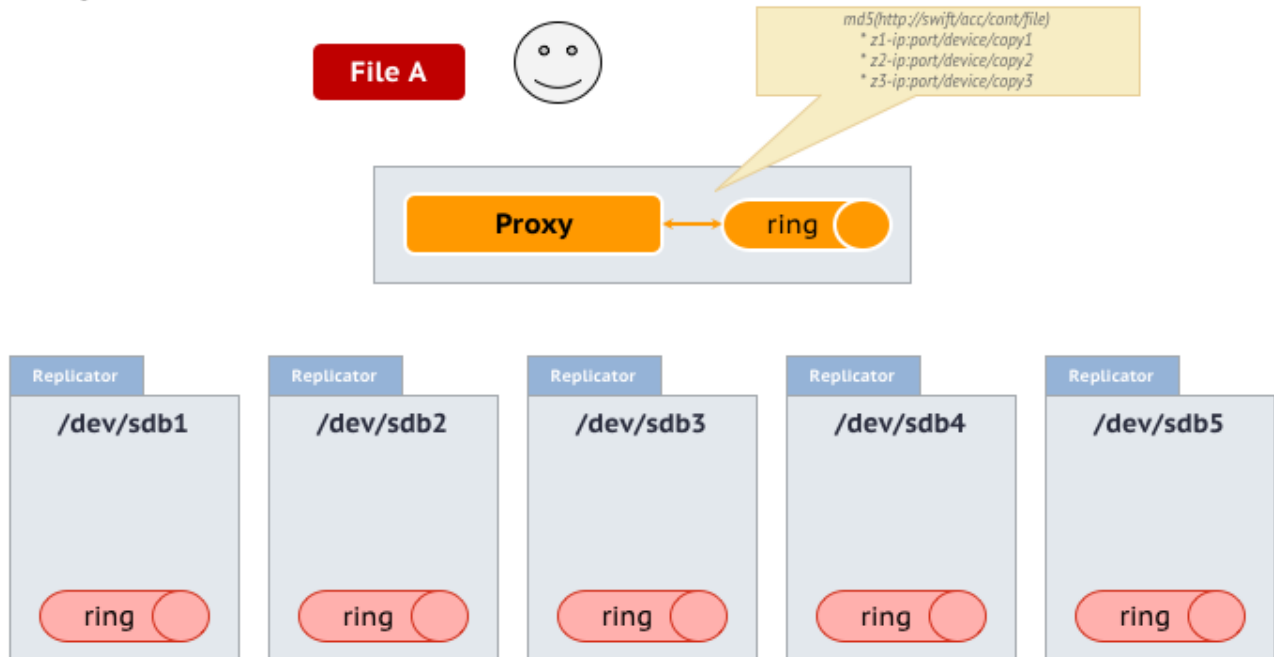 File A
md5(http://swift/acc/cont/file)
* z1-ip:port/device/copy1
* z2-ip:port/device/copy2
* z3-ip:port/device/copy3
Proxy
ring
Replicator
Replicator
Replicator
Replicator
Replicator
/dev/sdb1
/dev/sdb2
/dev/sdb3
/dev/sdb4
/dev/sdb5
ring
ring
ring
ring
ring